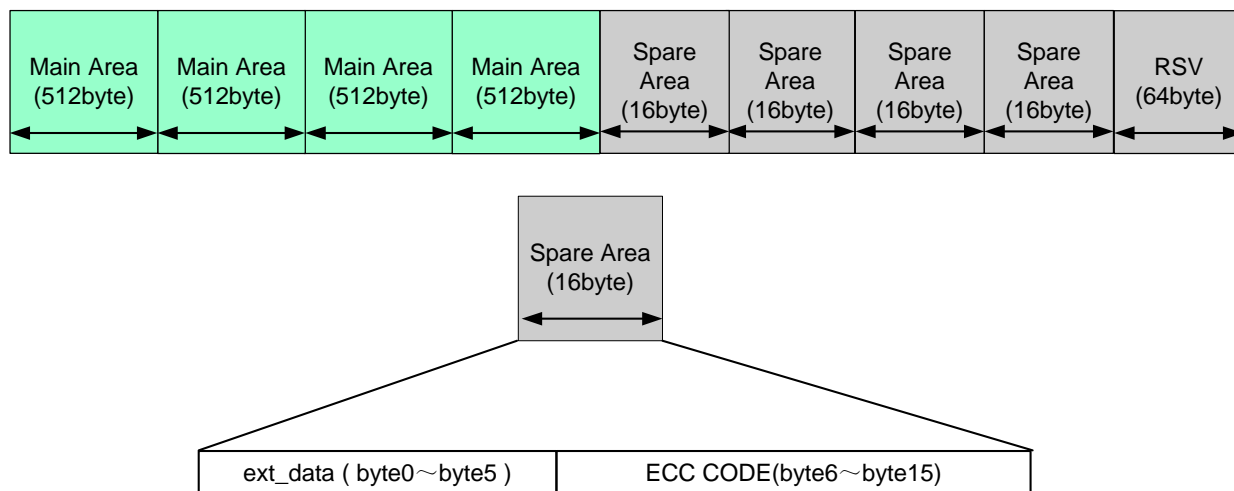 Main Area
(512byte)
Main Area
(512byte)
Main Area
(512byte)
Main Area
(512byte)
Spare
Area
(16byte)
Spare
Area
(16byte)
Spare
Area
(16byte)
Spare
Area
(16byte)
RSV
(64byte)
Spare Area
(16byte)
ext_data ( byte0～byte5 )
ECC CODE(byte6～byte15)